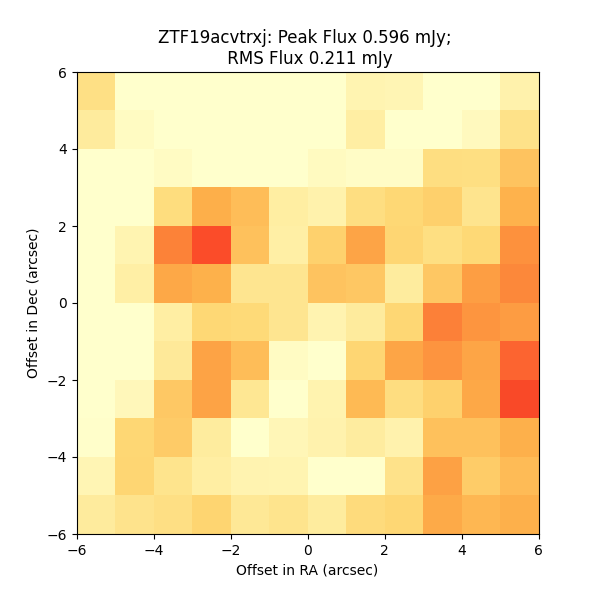 ZTF19acvtrxj: Peak Flux 0.596 mJy;
RMS Flux 0.211 mJy
6
4
2
0
−2
−4
−6
Offset in Dec (arcsec)
−6 −4 −2 0 2 4 6
Offset in RA (arcsec)